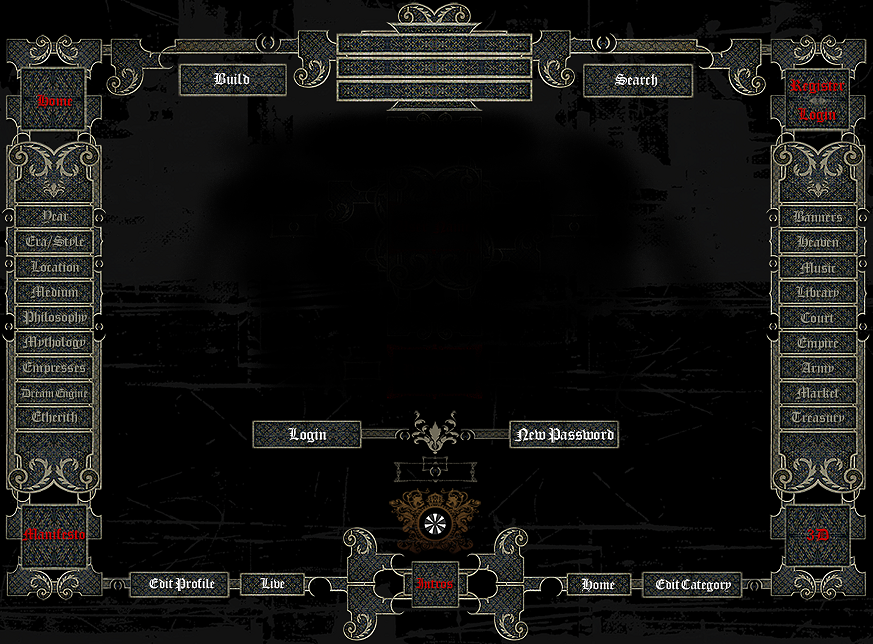 Build
Search
Home
Register
Login
Year
Era/Style
Location
Medium
Philosophy
Mythology
Empresses
Dream Engine
Etherith
Banners
Heaven
Music
Library
Court
Empire
Army
Market
Treasury
Login
New Password
Manifesto
3D
Edit Profile
Live
Intras
Home
Edit Category